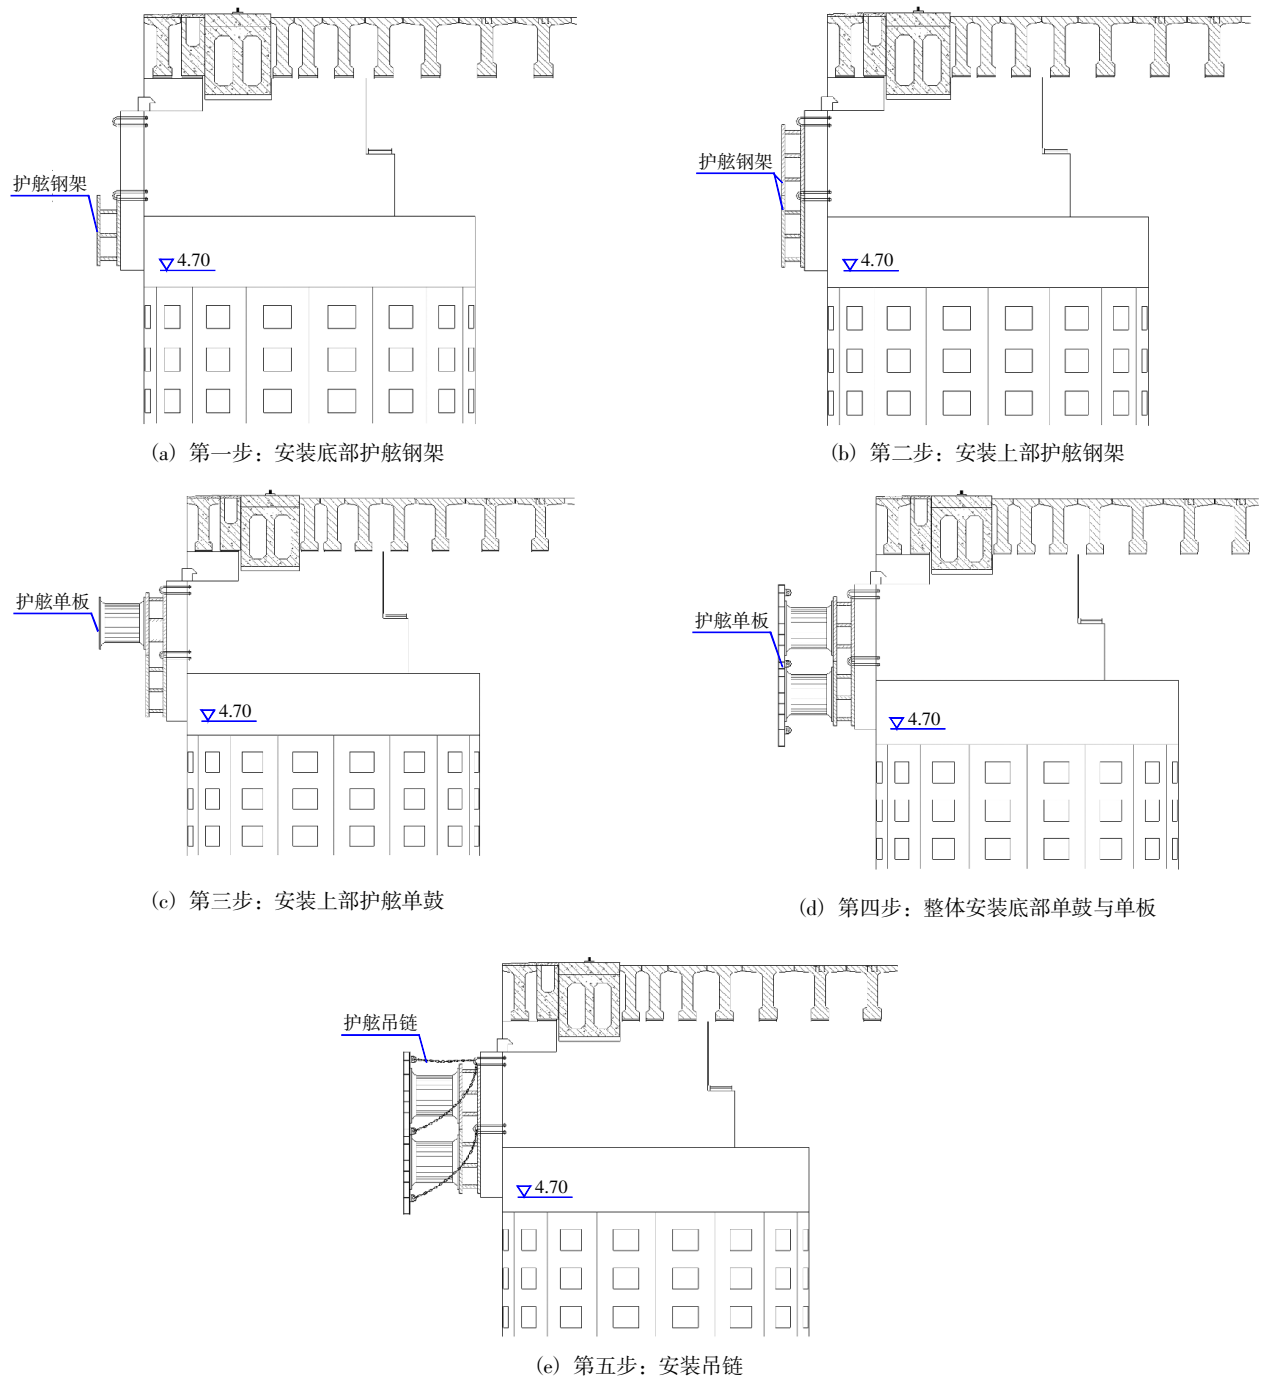 护舷钢架
4.70
(a) 第一步：安装底部护舷钢架
护舷钢架
4.70
(b) 第二步：安装上部护舷钢架
护舷单板
4.70
(c) 第三步：安装上部护舷单鼓
护舷单板
4.70
(d) 第四步：整体安装底部单鼓与单板
护舷吊链
4.70
(e) 第五步：安装吊链